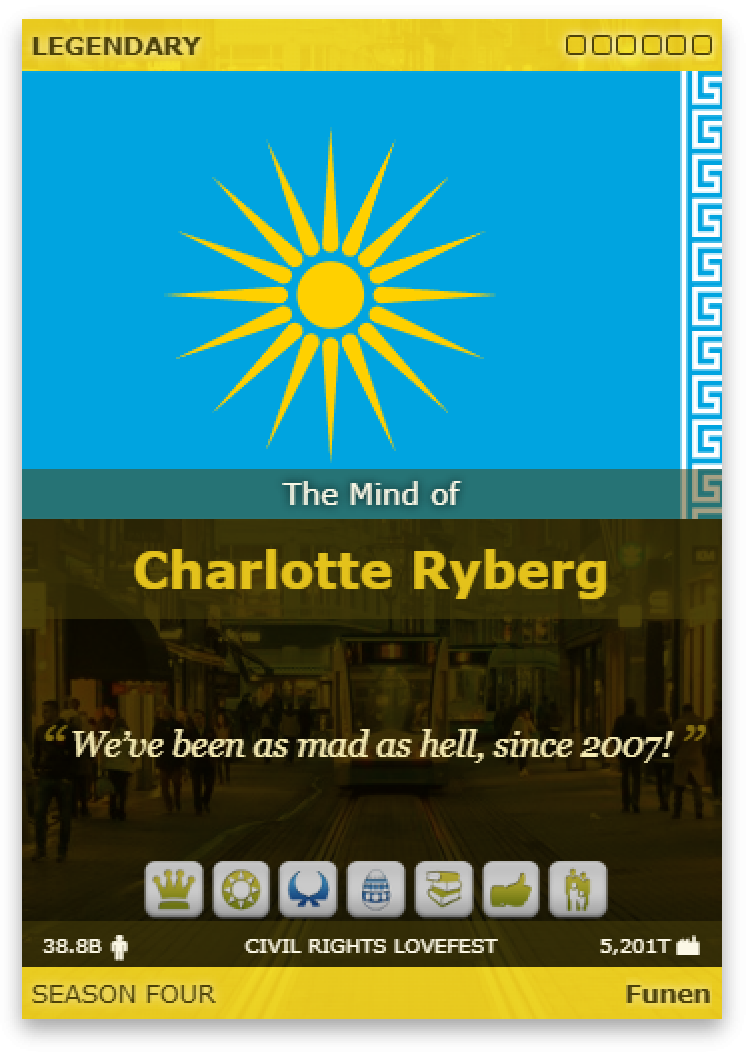 LEGENDARY
The Mind of
Charlotte Ryberg
“We’ve been as mad as hell, since 2007!”
38.8B CIVIL RIGHTS LOVEFEST 5,201T
SEASON FOUR Funen